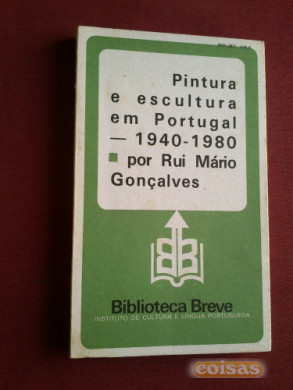 Pintura
e escultura
em Portugal
— 1940-1980
por Rui Mário
Gonçalves
Biblioteca Breve
INSTITUTO DE CULTURA E LÍNGUA PORTUGUESA
coisas